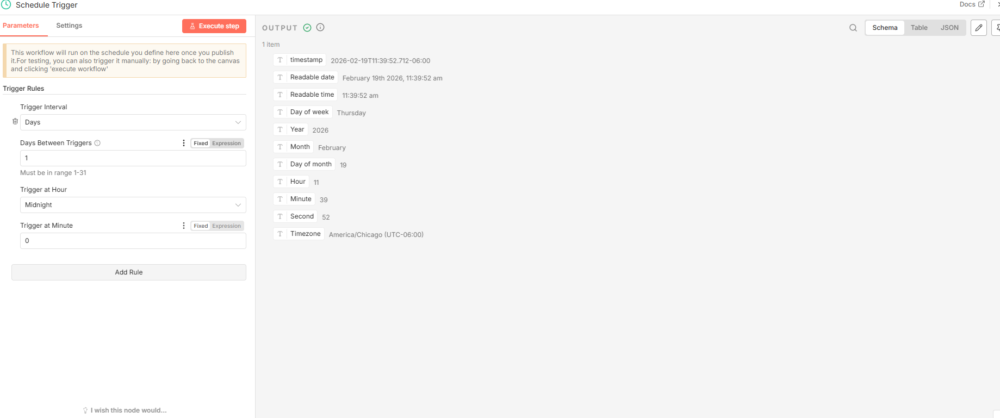 Schedule Trigger
Docs
Parameters
Settings
Execute step
This workflow will run on the schedule you define here once you publish
it.For testing, you can also trigger it manually: by going back to the canvas
and clicking 'execute workflow'
Trigger Rules
Trigger Interval
Days
Days Between Triggers
Fixed Expression
1
Must be in range 1-31
Trigger at Hour
Midnight
Trigger at Minute
Fixed Expression
0
Add Rule
I wish this node would...
OUTPUT
Schema Table JSON
1 item
T timestamp 2026-02-19T11:39:52.712-06:00
T Readable date February 19th 2026, 11:39:52 am
T Readable time 11:39:52 am
T Day of week Thursday
T Year 2026
T Month February
T Day of month 19
T Hour 11
T Minute 39
T Second 52
T Timezone America/Chicago (UTC-06:00)